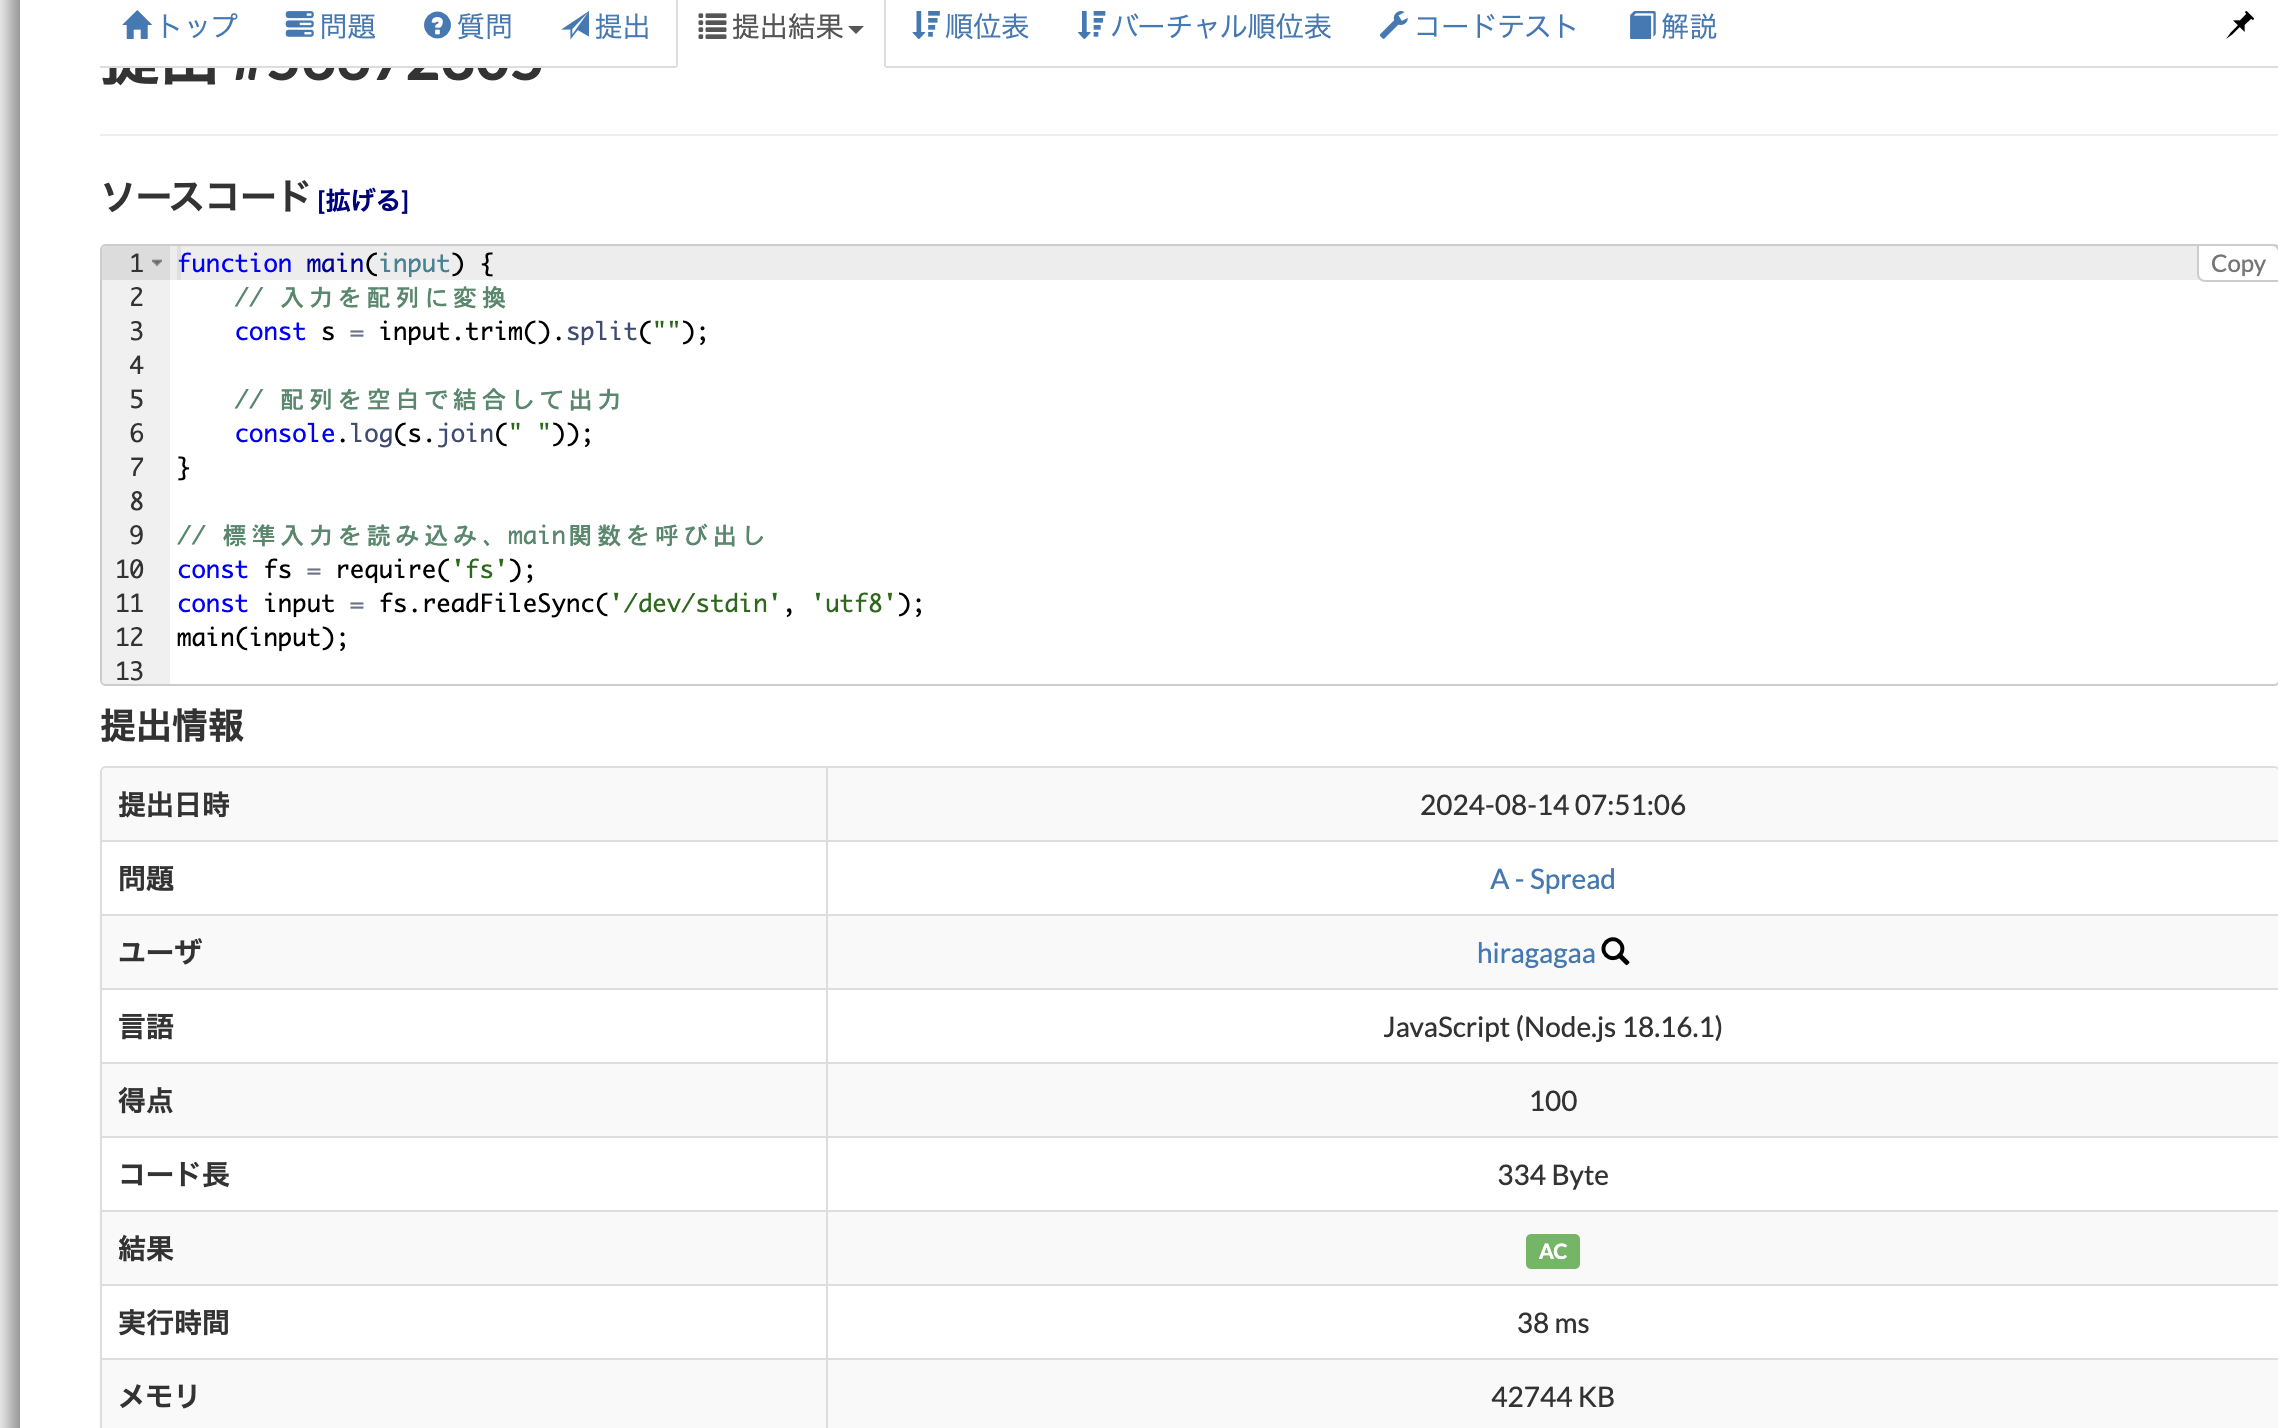 トップ 問題 質問 提出 提出結果 順位表 バーチャル順位表 コードテスト 解説
ソースコード [拡げる]
Copy
1 function main(input) {
2     // 入力を配列に変換
3     const s = input.trim().split("");
4
5     // 配列を空白で結合して出力
6     console.log(s.join(" "));
7 }
8
9 // 標準入力を読み込み、main関数を呼び出し
10 const fs = require('fs');
11 const input = fs.readFileSync('/dev/stdin', 'utf8');
12 main(input);
13
提出情報
提出日時 2024-08-14 07:51:06
問題 A - Spread
ユーザ hiragagaa
言語 JavaScript (Node.js 18.16.1)
得点 100
コード長 334 Byte
結果 AC
実行時間 38 ms
メモリ 42744 KB